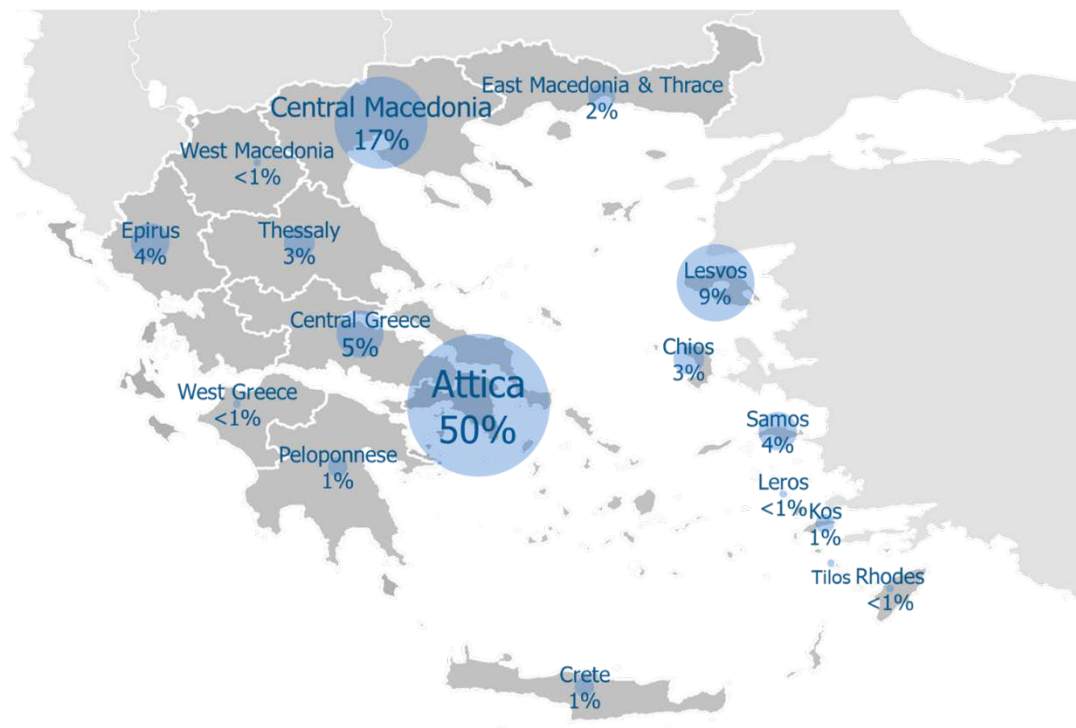 East Macedonia & Thrace
2%
Central Macedonia
17%
West Macedonia
<1%
Epirus
4%
Thessaly
3%
Lesvos
9%
Central Greece
5%
Chios
3%
Attica
50%
West Greece
<1%
Samos
4%
Peloponnese
1%
Leros
<1%
Kos
1%
Tilos
Rhodes
<1%
Crete
1%